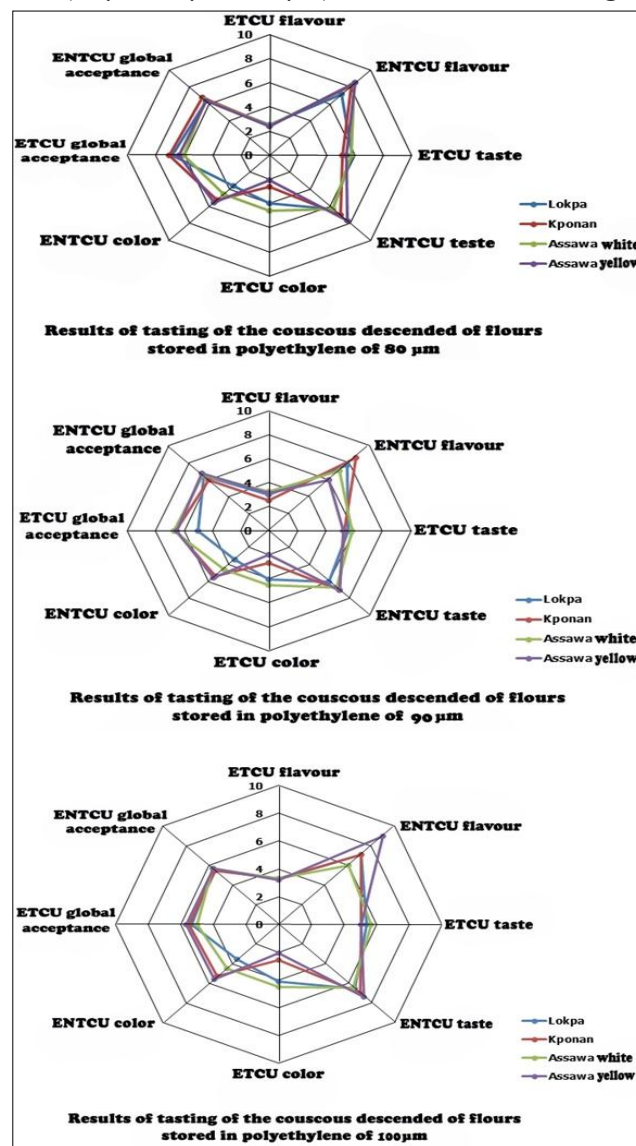 ETCU flavour
10
8
6
4
2
0
ENTCU flavour
ETCU taste
ENTCU teste
ETCU color
ENTCU color
ETCU global
acceptance
ENTCU global
acceptance
Lokpa
Kponan
Assawa white
Assawa yellow
Results of tasting of the couscous descended of flours
stored in polyethylene of 80 µm
ETCU flavour
10
8
6
4
2
0
ENTCU flavour
ETCU taste
ENTCU taste
ETCU color
ENTCU color
ETCU global
acceptance
ENTCU global
acceptance
Lokpa
Kponan
Assawa white
Assawa yellow
Results of tasting of the couscous descended of flours
stored in polyethylene of 90 µm
ETCU flavour
10
8
6
4
2
0
ENTCU flavour
ETCU taste
ENTCU taste
ETCU color
ENTCU color
ETCU global
acceptance
ENTCU global
acceptance
Lokpa
Kponan
Assawa white
Assawa yellow
Results of tasting of the couscous descended of flours
stored in polyethylene of 100µm